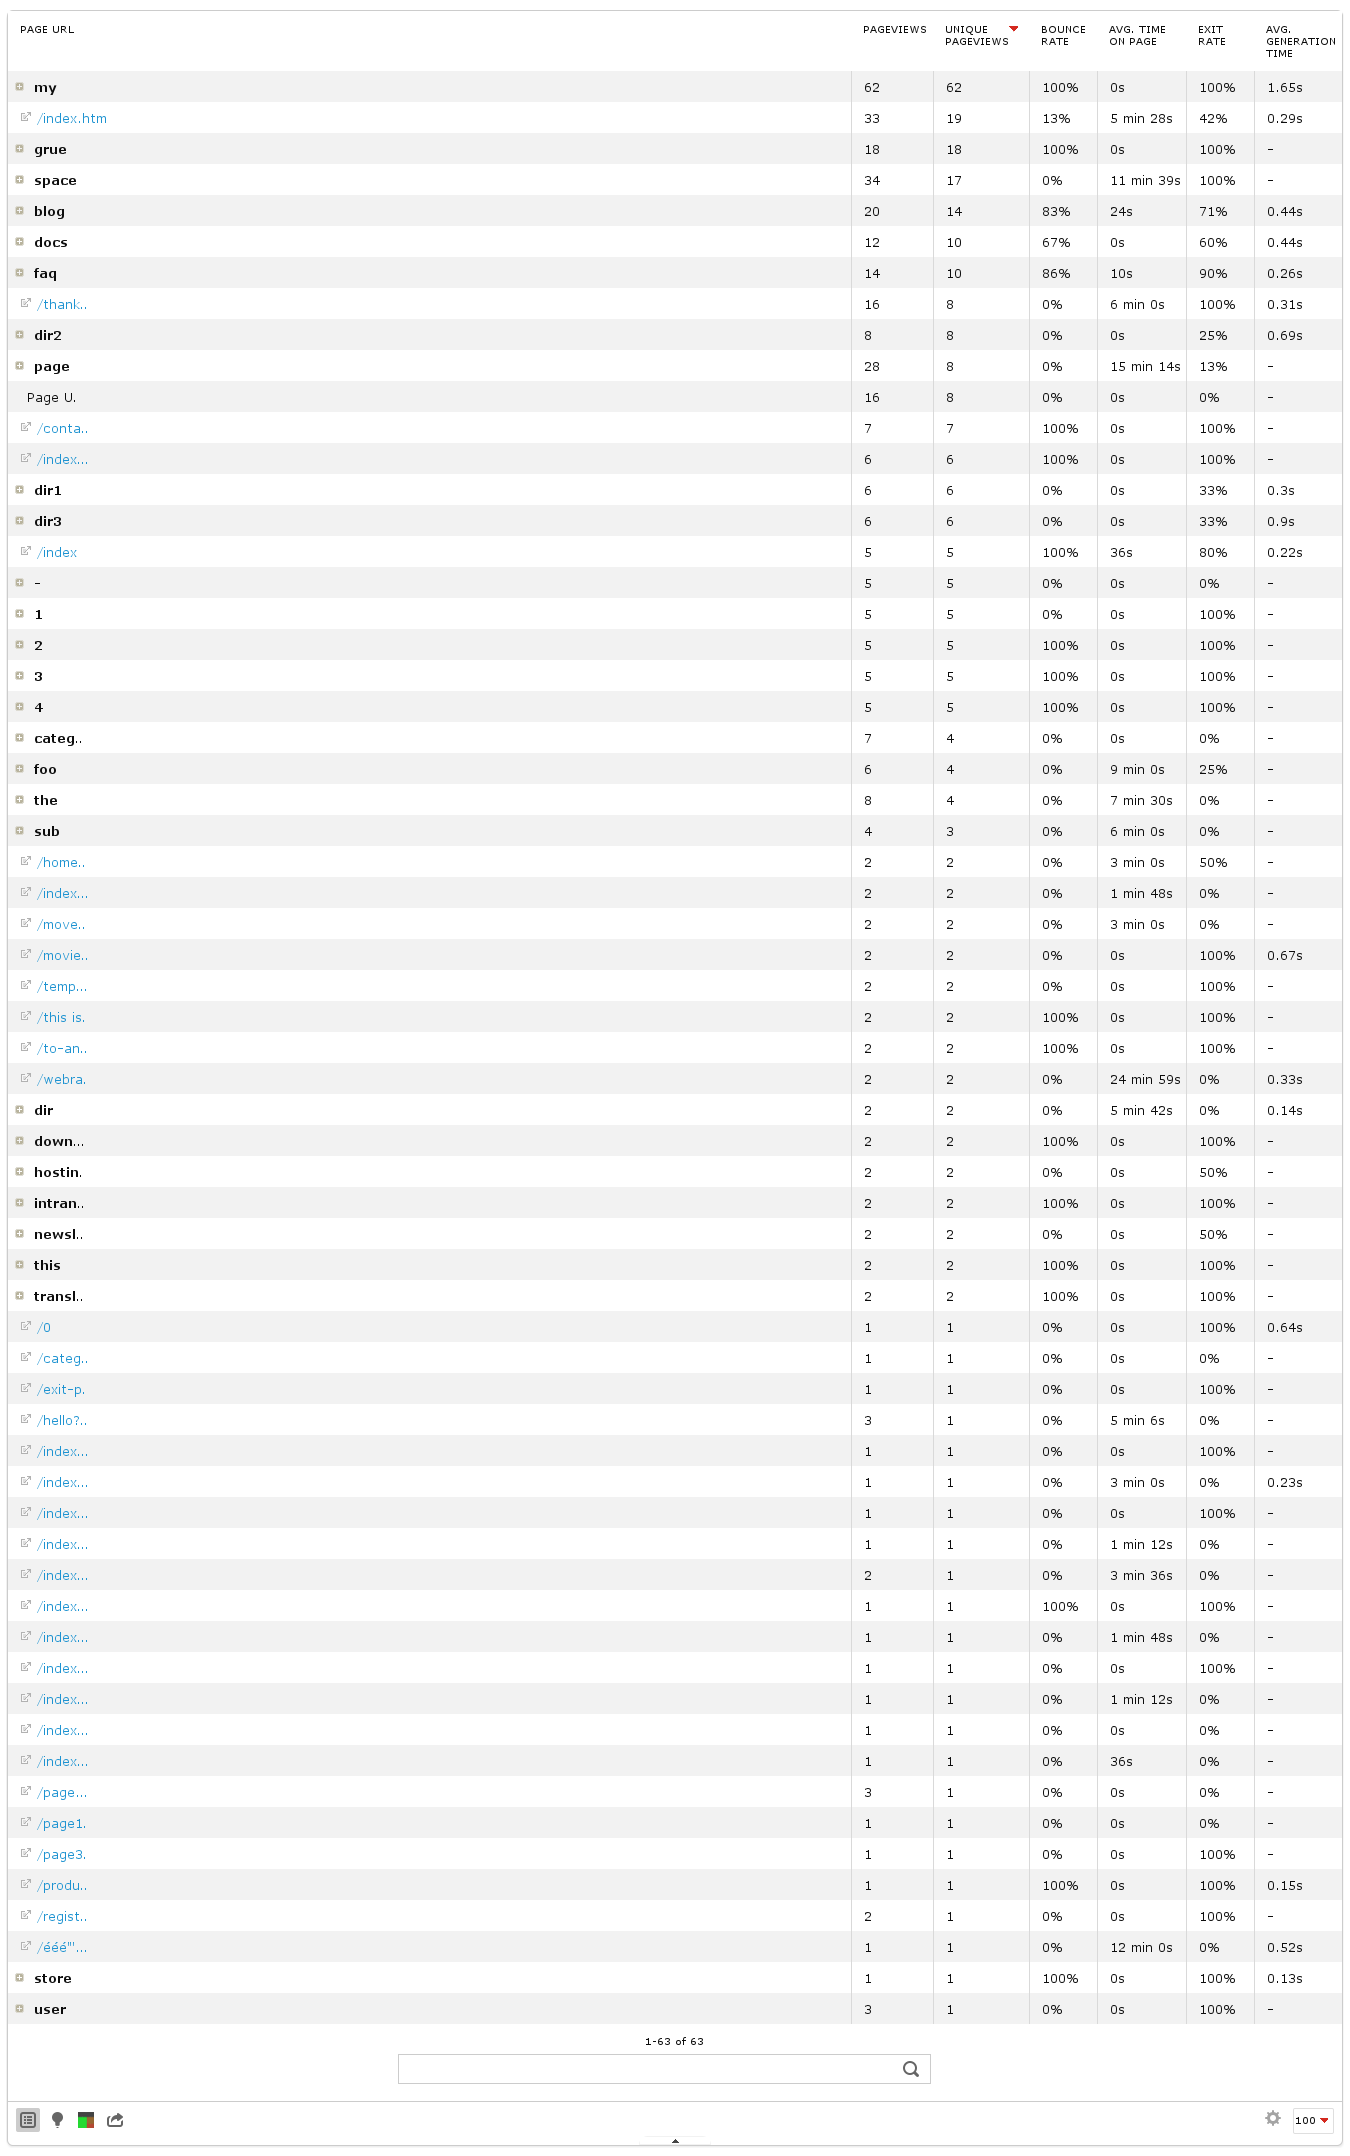 PAGE URL PAGEVIEWS UNIQUE PAGEVIEWS BOUNCE RATE AVG. TIME ON PAGE EXIT RATE AVG. GENERATION TIME
my 62 62 100% 0s 100% 1.65s
/index.htm 33 19 13% 5 min 28s 42% 0.29s
grue 18 18 100% 0s 100% -
space 34 17 0% 11 min 39s 100% -
blog 20 14 83% 24s 71% 0.44s
docs 12 10 67% 0s 60% 0.44s
faq 14 10 86% 10s 90% 0.26s
/thank.. 16 8 0% 6 min 0s 100% 0.31s
dir2 8 8 0% 0s 25% 0.69s
page 28 8 0% 15 min 14s 13% -
Page U. 16 8 0% 0s 0% -
/conta.. 7 7 100% 0s 100% -
/index... 6 6 100% 0s 100% -
dir1 6 6 0% 0s 33% 0.3s
dir3 6 6 0% 0s 33% 0.9s
/index 5 5 100% 36s 80% 0.22s
- 5 5 0% 0s 0% -
1 5 5 0% 0s 100% -
2 5 5 100% 0s 100% -
3 5 5 100% 0s 100% -
4 5 5 100% 0s 100% -
categ.. 7 4 0% 0s 0% -
foo 6 4 0% 9 min 0s 25% -
the 8 4 0% 7 min 30s 0% -
sub 4 3 0% 6 min 0s 0% -
/home.. 2 2 0% 3 min 0s 50% -
/index... 2 2 0% 1 min 48s 0% -
/move.. 2 2 0% 3 min 0s 0% -
/movie.. 2 2 0% 0s 100% 0.67s
/temp... 2 2 0% 0s 100% -
/this is. 2 2 100% 0s 100% -
/to-an.. 2 2 100% 0s 100% -
/webra. 2 2 0% 24 min 59s 0% 0.33s
dir 2 2 0% 5 min 42s 0% 0.14s
down... 2 2 100% 0s 100% -
hostin. 2 2 0% 0s 50% -
intran.. 2 2 100% 0s 100% -
newsl.. 2 2 0% 0s 50% -
this 2 2 100% 0s 100% -
transl.. 2 2 100% 0s 100% -
/0 1 1 0% 0s 100% 0.64s
/categ.. 1 1 0% 0s 0% -
/exit-p. 1 1 0% 0s 100% -
/hello?.. 3 1 0% 5 min 6s 0% -
/index... 1 1 0% 0s 100% -
/index... 1 1 0% 3 min 0s 0% 0.23s
/index... 1 1 0% 0s 100% -
/index... 1 1 0% 1 min 12s 0% -
/index... 2 1 0% 3 min 36s 0% -
/index... 1 1 100% 0s 100% -
/index... 1 1 0% 1 min 48s 0% -
/index... 1 1 0% 0s 100% -
/index... 1 1 0% 1 min 12s 0% -
/index... 1 1 0% 0s 0% -
/index... 1 1 0% 36s 0% -
/page... 3 1 0% 0s 0% -
/page1. 1 1 0% 0s 0% -
/page3. 1 1 0% 0s 100% -
/produ.. 1 1 100% 0s 100% 0.15s
/regist.. 2 1 0% 0s 100% -
/ééé"'... 1 1 0% 12 min 0s 0% 0.52s
store 1 1 100% 0s 100% 0.13s
user 3 1 0% 0s 100% -
1-63 of 63
100